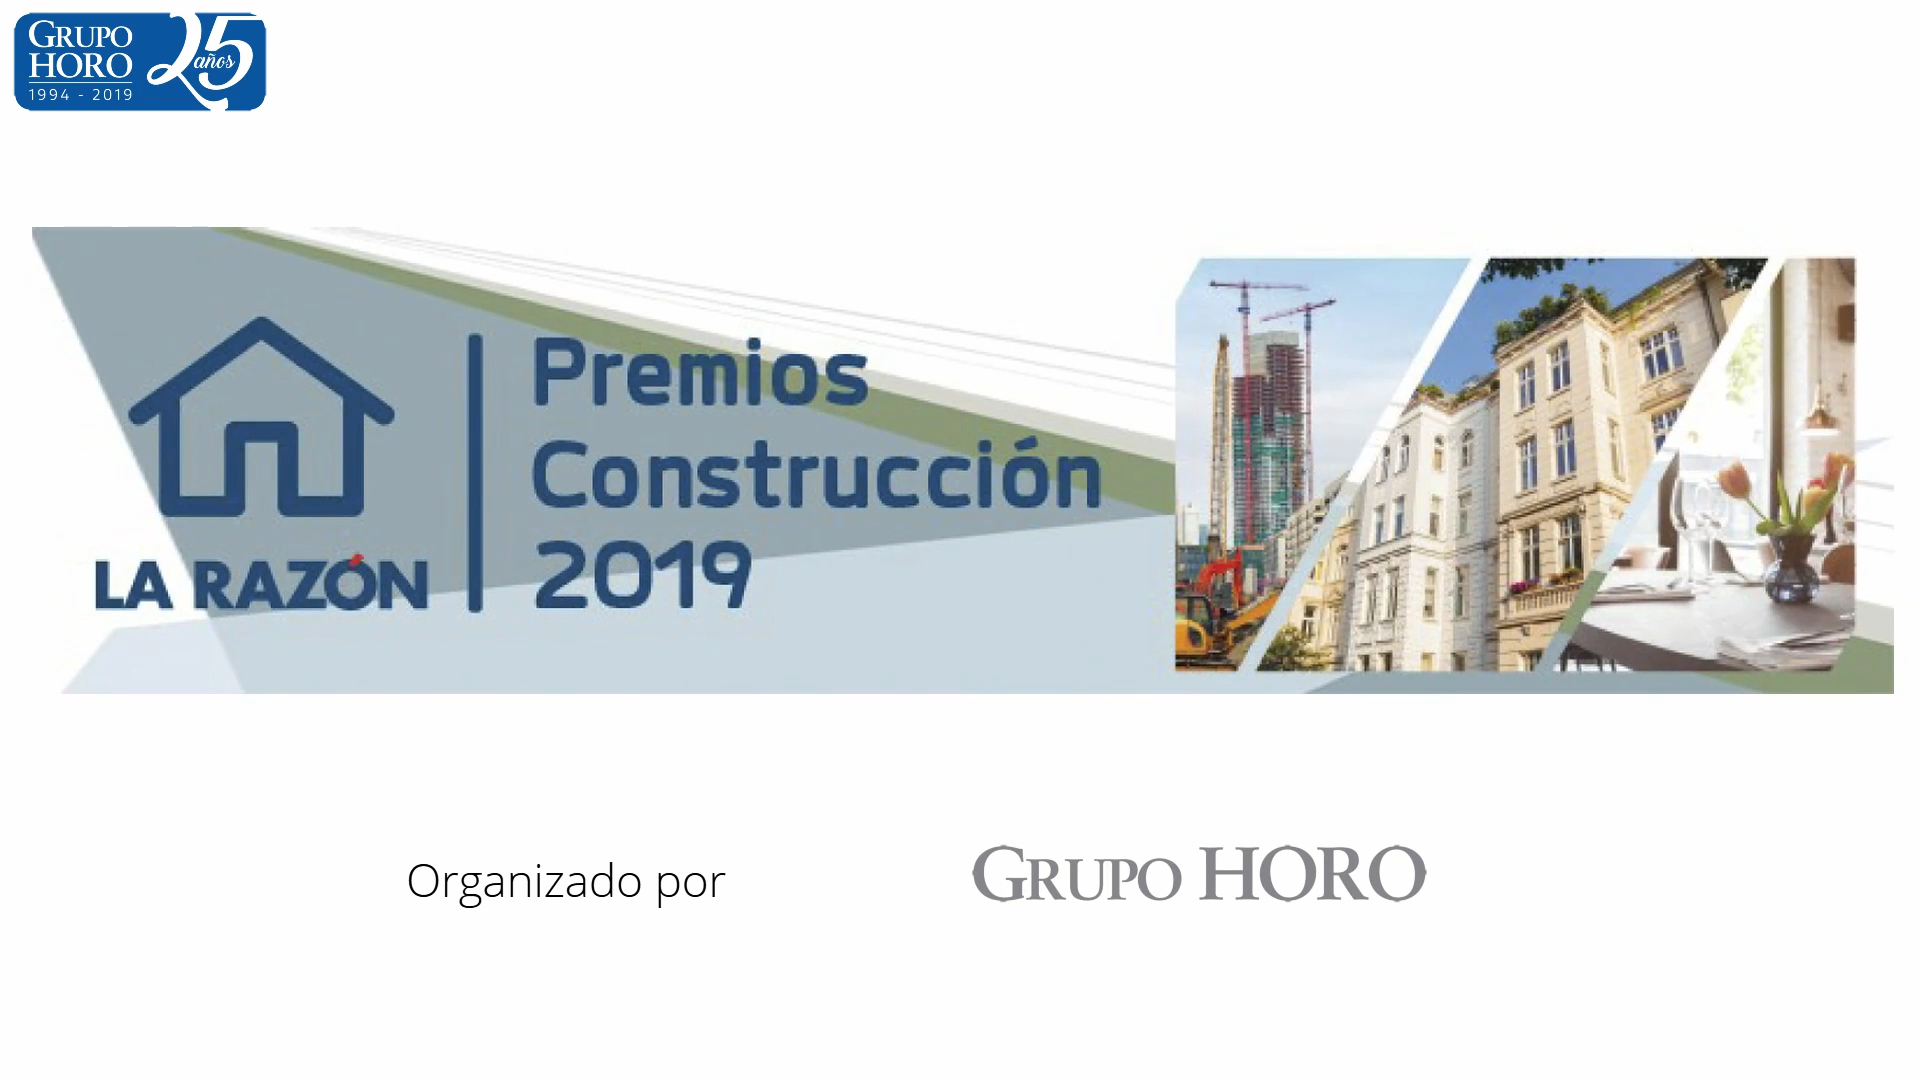 GRUPO
HORO
1994 - 2019
25
años
Premios
Construcción
2019
LA RAZÓN
Organizado por
GRUPO HORO